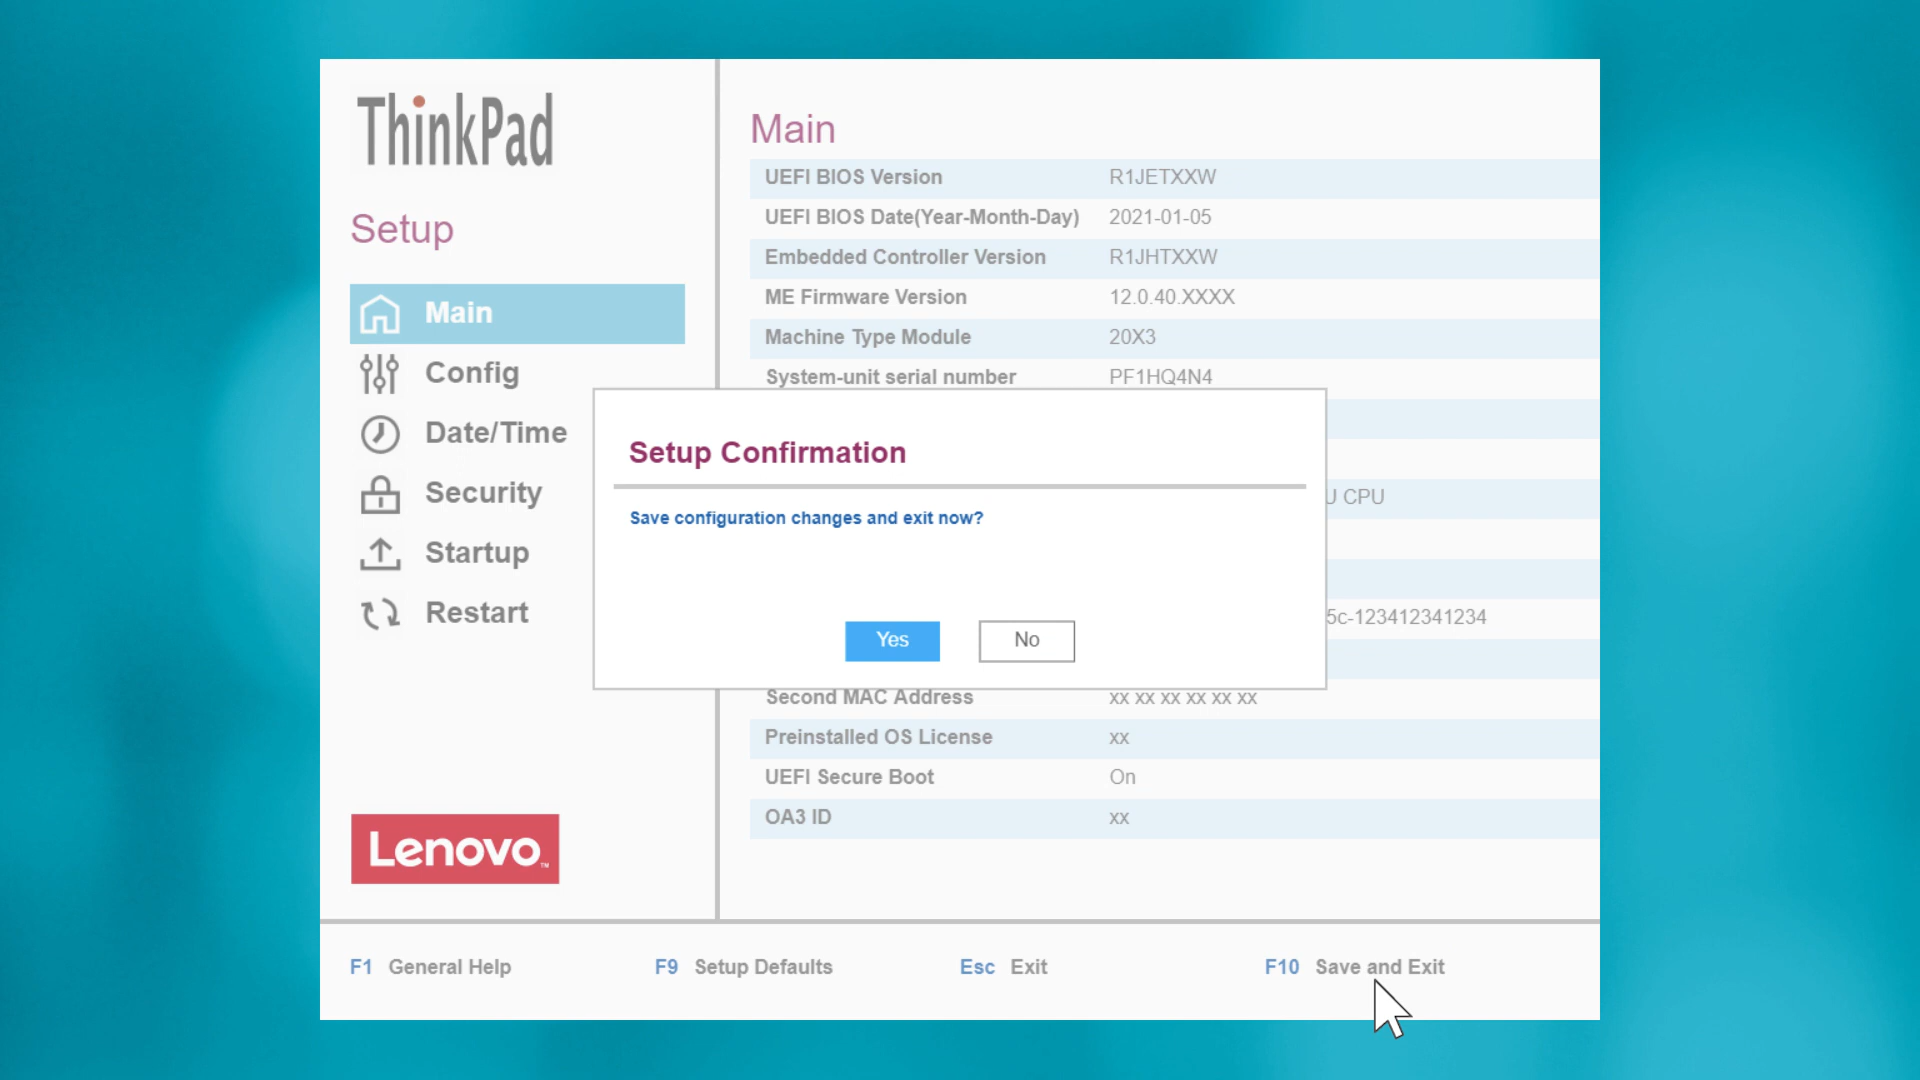 ThinkPad
Setup
Main
Config
Date/Time
Security
Startup
Restart
Lenovo™
Main
UEFI BIOS Version R1JETXXW
UEFI BIOS Date(Year-Month-Day) 2021-01-05
Embedded Controller Version R1JHTXXW
ME Firmware Version 12.0.40.XXXX
Machine Type Module 20X3
System-unit serial number PF1HQ4N4
U CPU
5c-123412341234
Setup Confirmation
Save configuration changes and exit now?
Yes No
Second MAC Address xx xx xx xx xx xx
Preinstalled OS License xx
UEFI Secure Boot On
OA3 ID xx
F1 General Help F9 Setup Defaults Esc Exit F10 Save and Exit